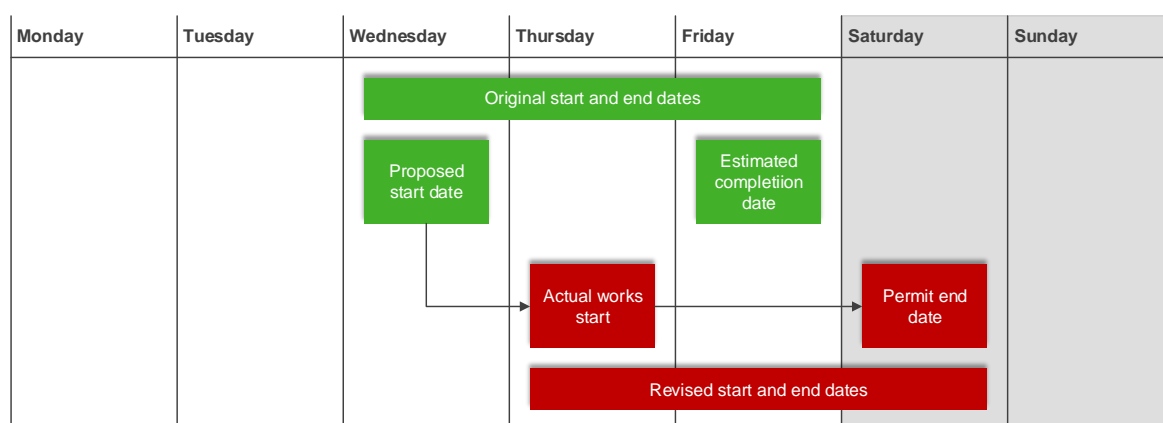 Monday Tuesday Wednesday Thursday Friday Saturday Sunday
Original start and end dates
Proposed
start date
Estimated
completiion
date
Actual works
start
Permit end
date
Revised start and end dates